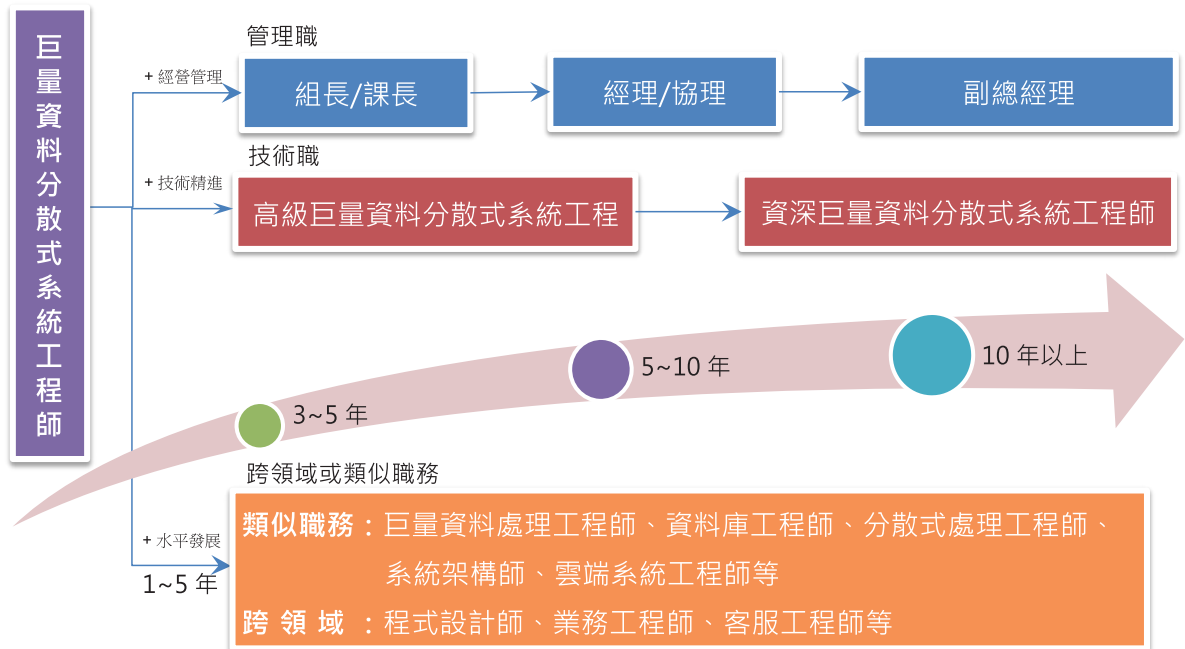 巨量資料分散式系統工程師
管理職
+ 經營管理
組長/課長
經理/協理
副總經理
技術職
+ 技術精進
高級巨量資料分散式系統工程
資深巨量資料分散式系統工程師
10 年以上
5~10 年
3~5 年
跨領域或類似職務
+ 水平發展
1~5 年
類似職務：巨量資料處理工程師、資料庫工程師、分散式處理工程師、
系統架構師、雲端系統工程師等
跨 領 域 ：程式設計師、業務工程師、客服工程師等